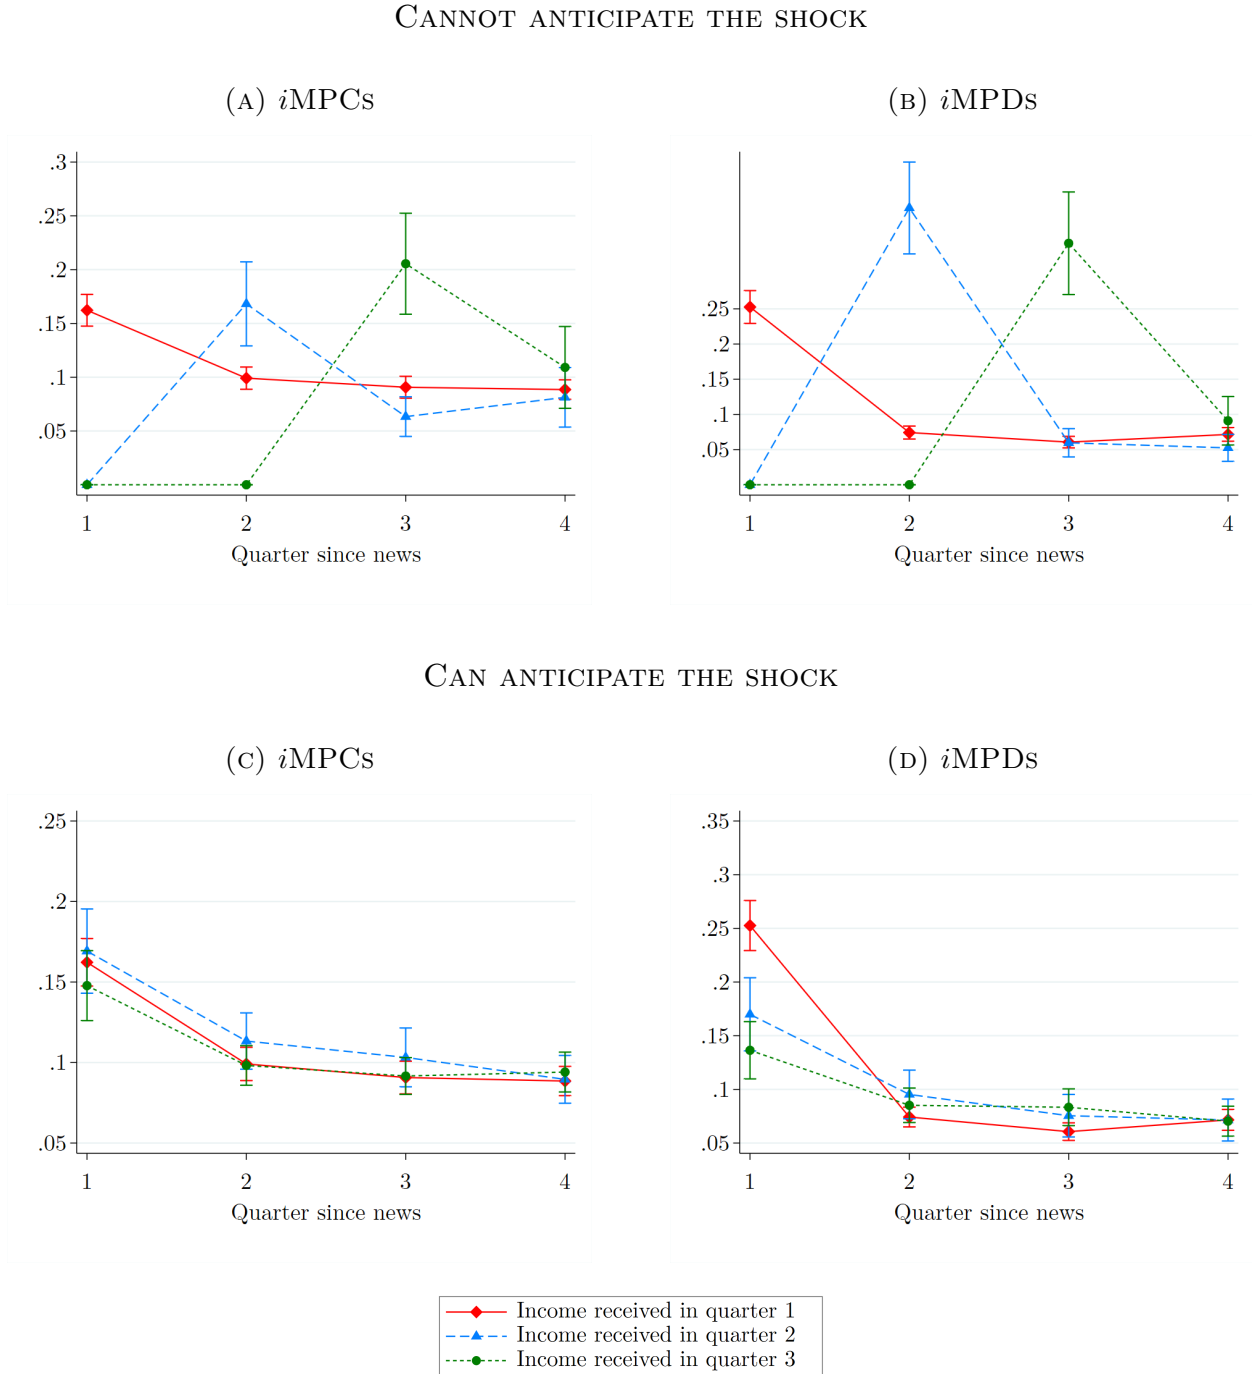 CANNOT ANTICIPATE THE SHOCK
(A) iMPCs
(B) iMPDs
.3
.25
.2
.15
.1
.05
1 2 3 4
Quarter since news
.25
.2
.15
.1
.05
1 2 3 4
Quarter since news
CAN ANTICIPATE THE SHOCK
(C) iMPCs
(D) iMPDs
.25
.2
.15
.1
.05
1 2 3 4
Quarter since news
.35
.3
.25
.2
.15
.1
.05
1 2 3 4
Quarter since news
Income received in quarter 1
Income received in quarter 2
Income received in quarter 3